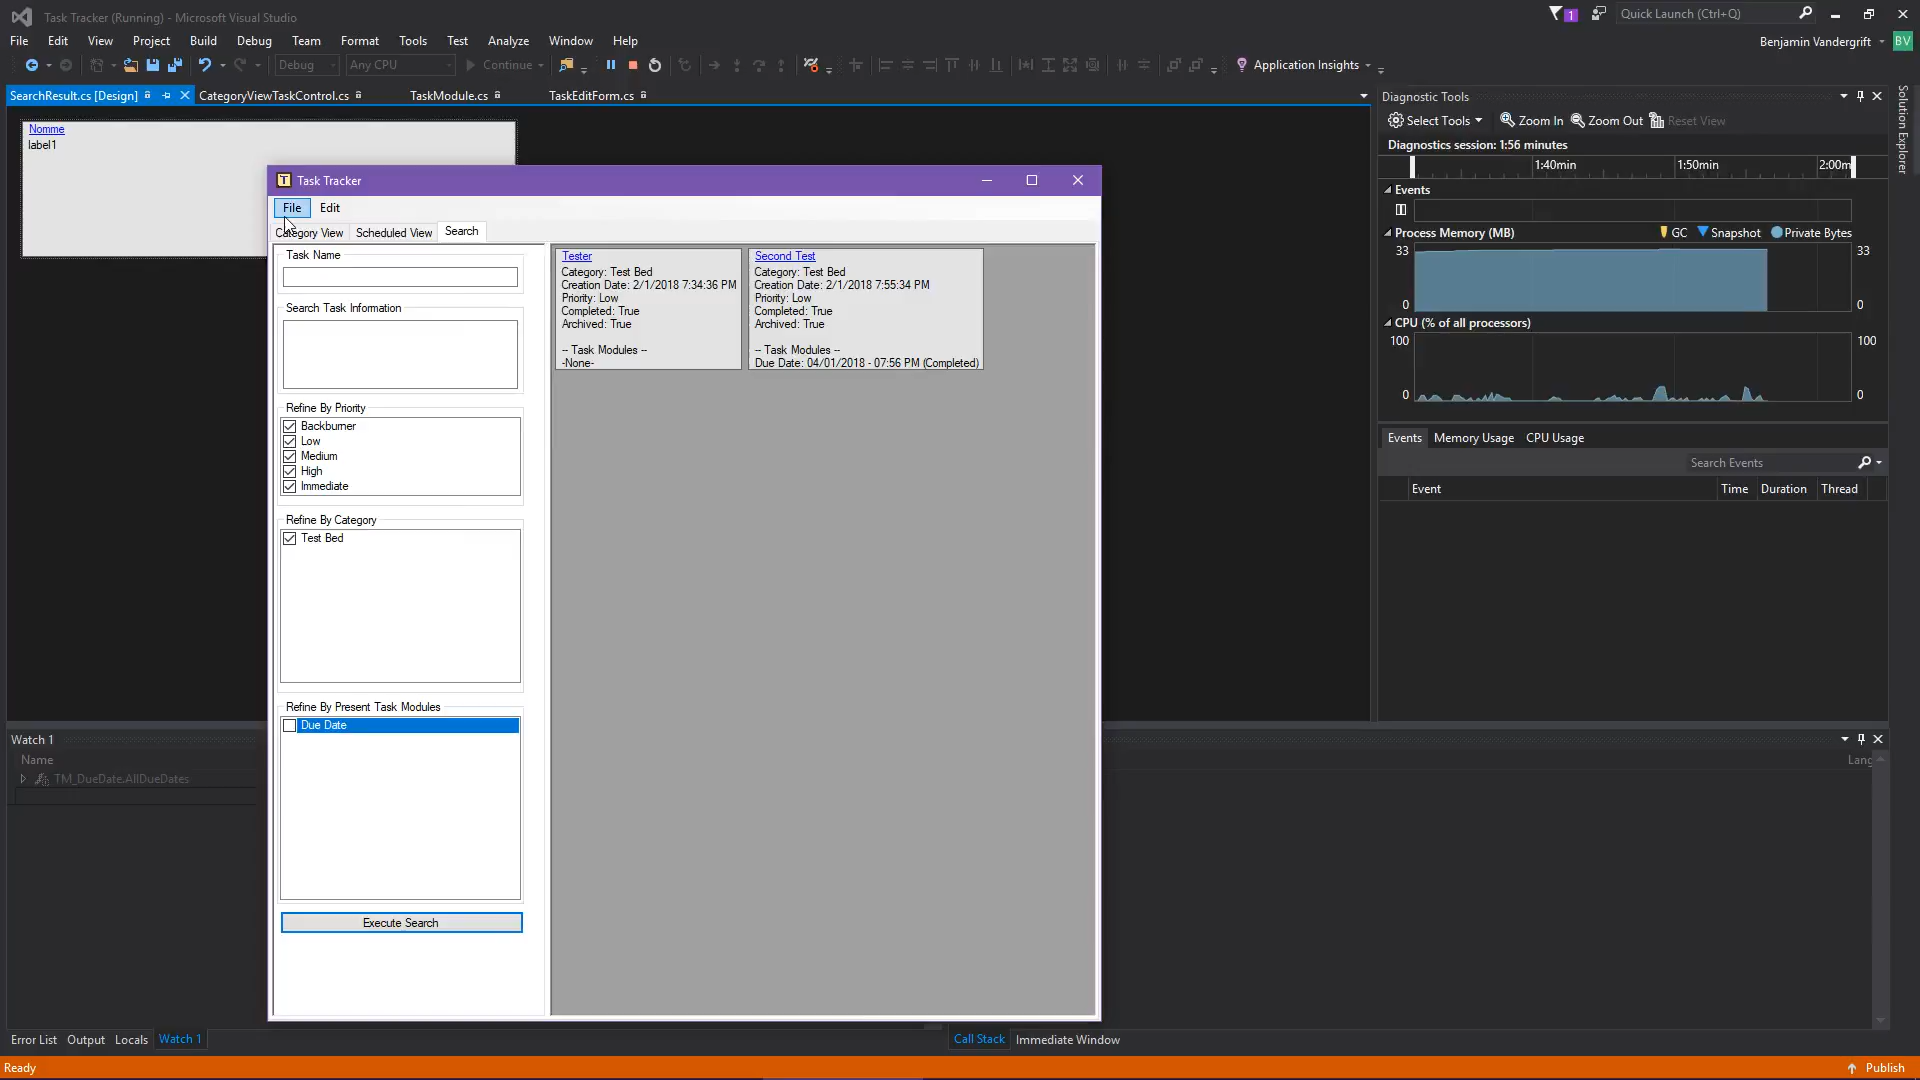 Task Tracker (Running) - Microsoft Visual Studio
1
Quick Launch (Ctrl+Q)
File Edit View Project Build Debug Team Format Tools Test Analyze Window Help
Benjamin Vandergrift BV
Debug Any CPU Continue Application Insights
SearchResult.cs [Design] CategoryViewTaskControl.cs TaskModule.cs TaskEditForm.cs
Nomme
label1
T Task Tracker
File Edit
Category View Scheduled View Search
Task Name
Search Task Information
Refine By Priority
Backburner
Low
Medium
High
Immediate
Refine By Category
Test Bed
Refine By Present Task Modules
Due Date
Execute Search
Tester
Category: Test Bed
Creation Date: 2/1/2018 7:34:36 PM
Priority: Low
Completed: True
Archived: True
-- Task Modules --
-None-
Second Test
Category: Test Bed
Creation Date: 2/1/2018 7:55:34 PM
Priority: Low
Completed: True
Archived: True
-- Task Modules --
Due Date: 04/01/2018 - 07:56 PM (Completed)
Diagnostic Tools
Select Tools Zoom In Zoom Out Reset View
Diagnostics session: 1:56 minutes
1:40min 1:50min 2:00m
Events
Process Memory (MB) GC Snapshot Private Bytes
33 33
0 0
CPU (% of all processors)
100 100
0 0
Events Memory Usage CPU Usage
Search Events
Event Time Duration Thread
Solution Explorer
Watch 1
Name
TM_DueDate.AllDueDates
Lang
Error List Output Locals Watch 1
Call Stack Immediate Window
Ready
Publish